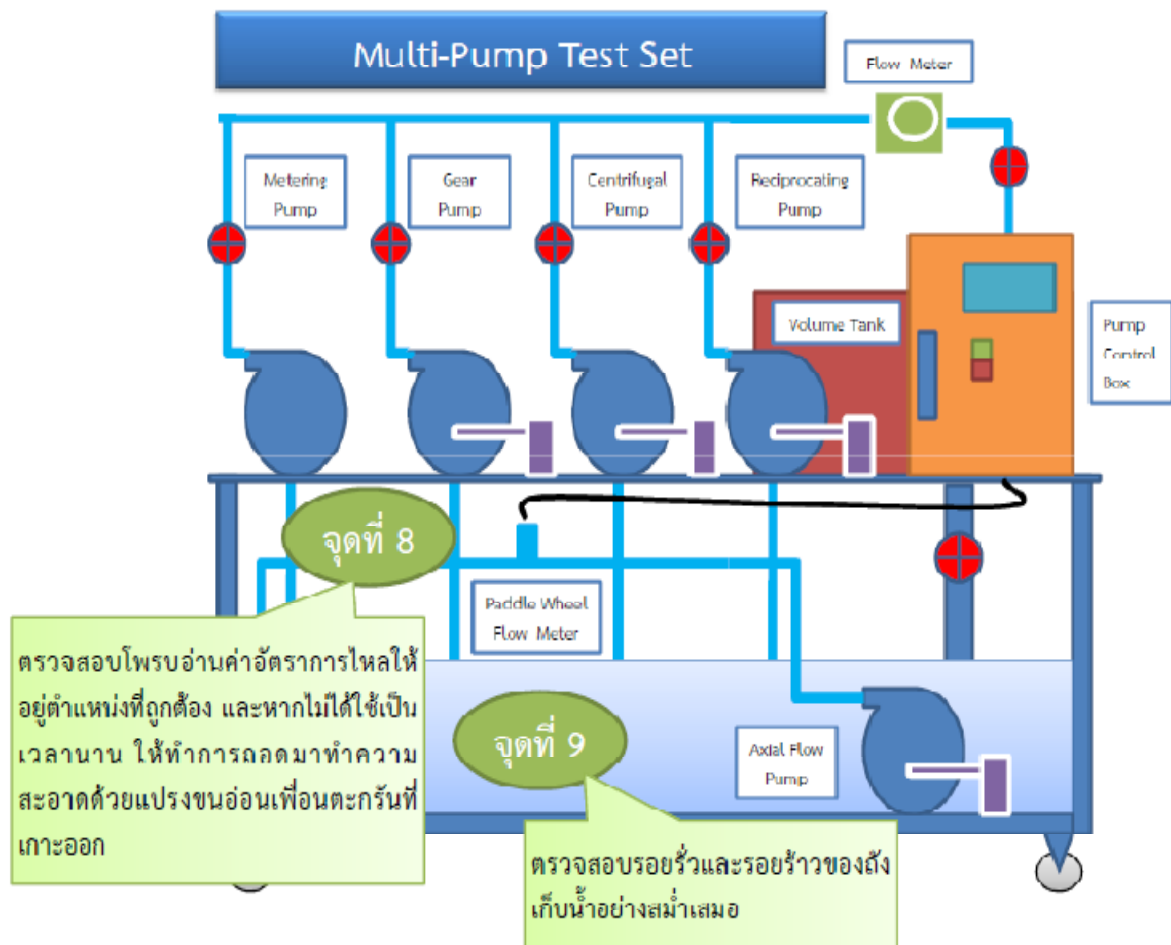 Multi-Pump Test Set
Flow Meter
Metering
Pump
Gear
Pump
Centrifugal
Pump
Reciprocating
Pump
Volume Tank
Pump
Control
Box
จุดที่ 8
Paddle Wheel
Flow Meter
ตรวจสอบโพรบอ่านค่าอัตราการไหลให้
อยู่ตำแหน่งที่ถูกต้อง และหากไม่ได้ใช้เป็น
เวลานาน ให้ทำการถอดมาทำความ
สะอาดด้วยแปรงขนอ่อนเพื่อนตะกรันที่
เกาะออก
จุดที่ 9
Axial Flow
Pump
ตรวจสอบรอยรั่วและรอยร้าวของถัง
เก็บน้ำอย่างสม่ำเสมอ